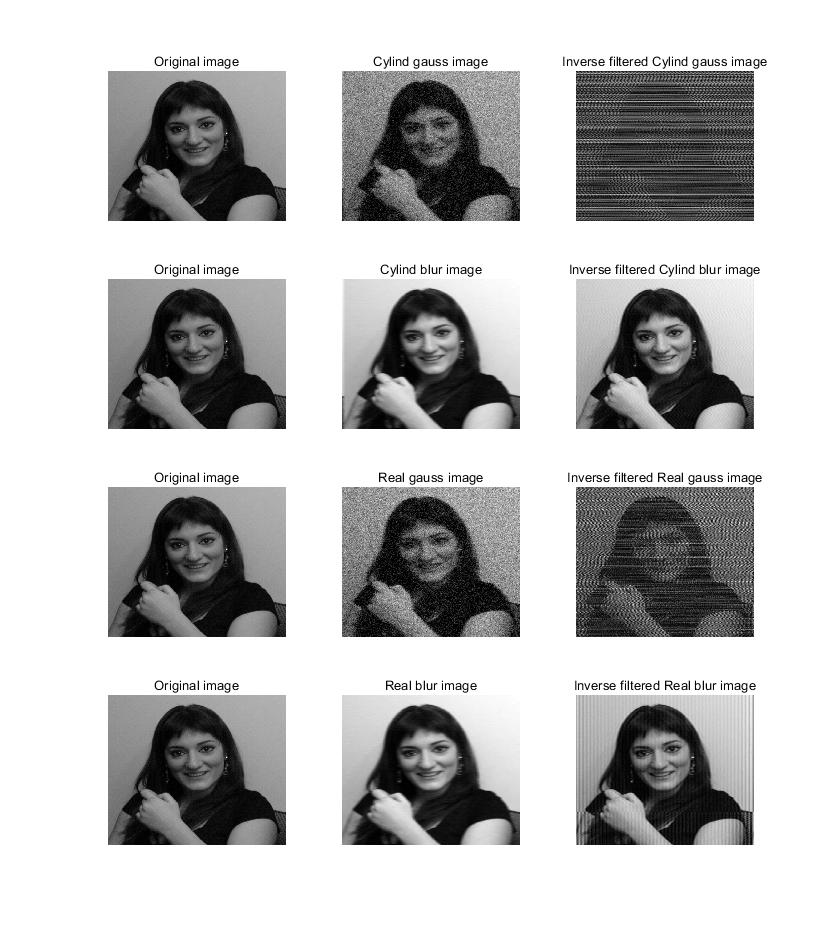 Original image
Cylind gauss image
Inverse filtered Cylind gauss image
Original image
Cylind blur image
Inverse filtered Cylind blur image
Original image
Real gauss image
Inverse filtered Real gauss image
Original image
Real blur image
Inverse filtered Real blur image